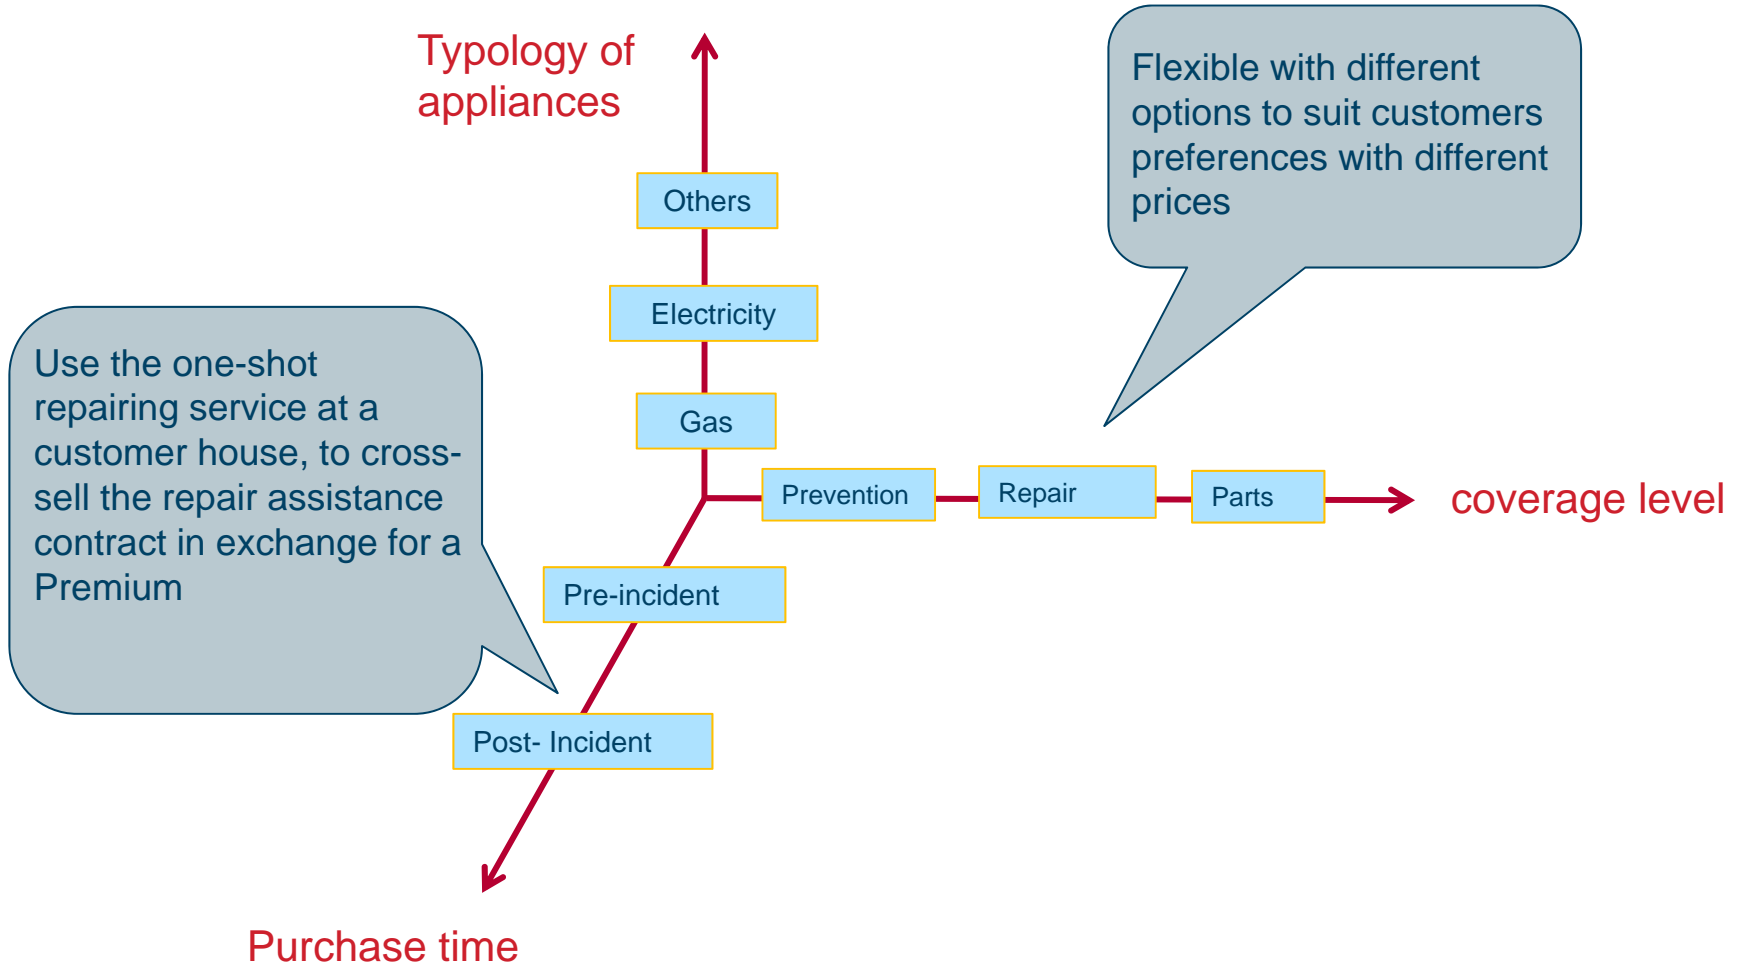 Typology of
appliances
Flexible with different
options to suit customers
preferences with different
prices
Others
Electricity
Gas
Use the one-shot
repairing service at a
customer house, to cross-
sell the repair assistance
contract in exchange for a
Premium
Prevention
Repair
Parts
coverage level
Pre-incident
Post- Incident
Purchase time